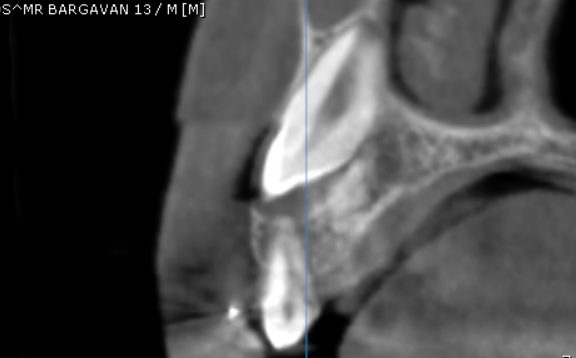 S^MR BARGAVAN 13 / M [M]